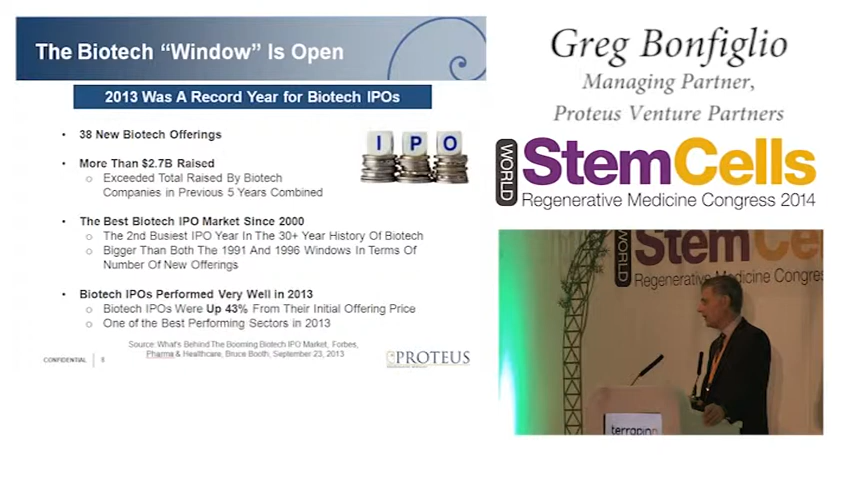 The Biotech “Window” Is Open
2013 Was A Record Year for Biotech IPOs
• 38 New Biotech Offerings
• More Than $2.7B Raised
o Exceeded Total Raised By Biotech
Companies in Previous 5 Years Combined
I P O
• The Best Biotech IPO Market Since 2000
o The 2nd Busiest IPO Year In The 30+ Year History Of Biotech
o Bigger Than Both The 1991 And 1996 Windows In Terms Of
Number Of New Offerings
• Biotech IPOs Performed Very Well in 2013
o Biotech IPOs Were Up 43% From Their Initial Offering Price
o One of the Best Performing Sectors in 2013
Source: What's Behind The Booming Biotech IPO Market, Forbes,
Pharma & Healthcare, Bruce Booth, September 23, 2013
CONFIDENTIAL 8
PROTEUS
Greg Bonfiglio
Managing Partner,
Proteus Venture Partners
WORLD
StemCells
Regenerative Medicine Congress 2014
WORLD
StemCe
Regenerative Medicine Congres
terrapinn